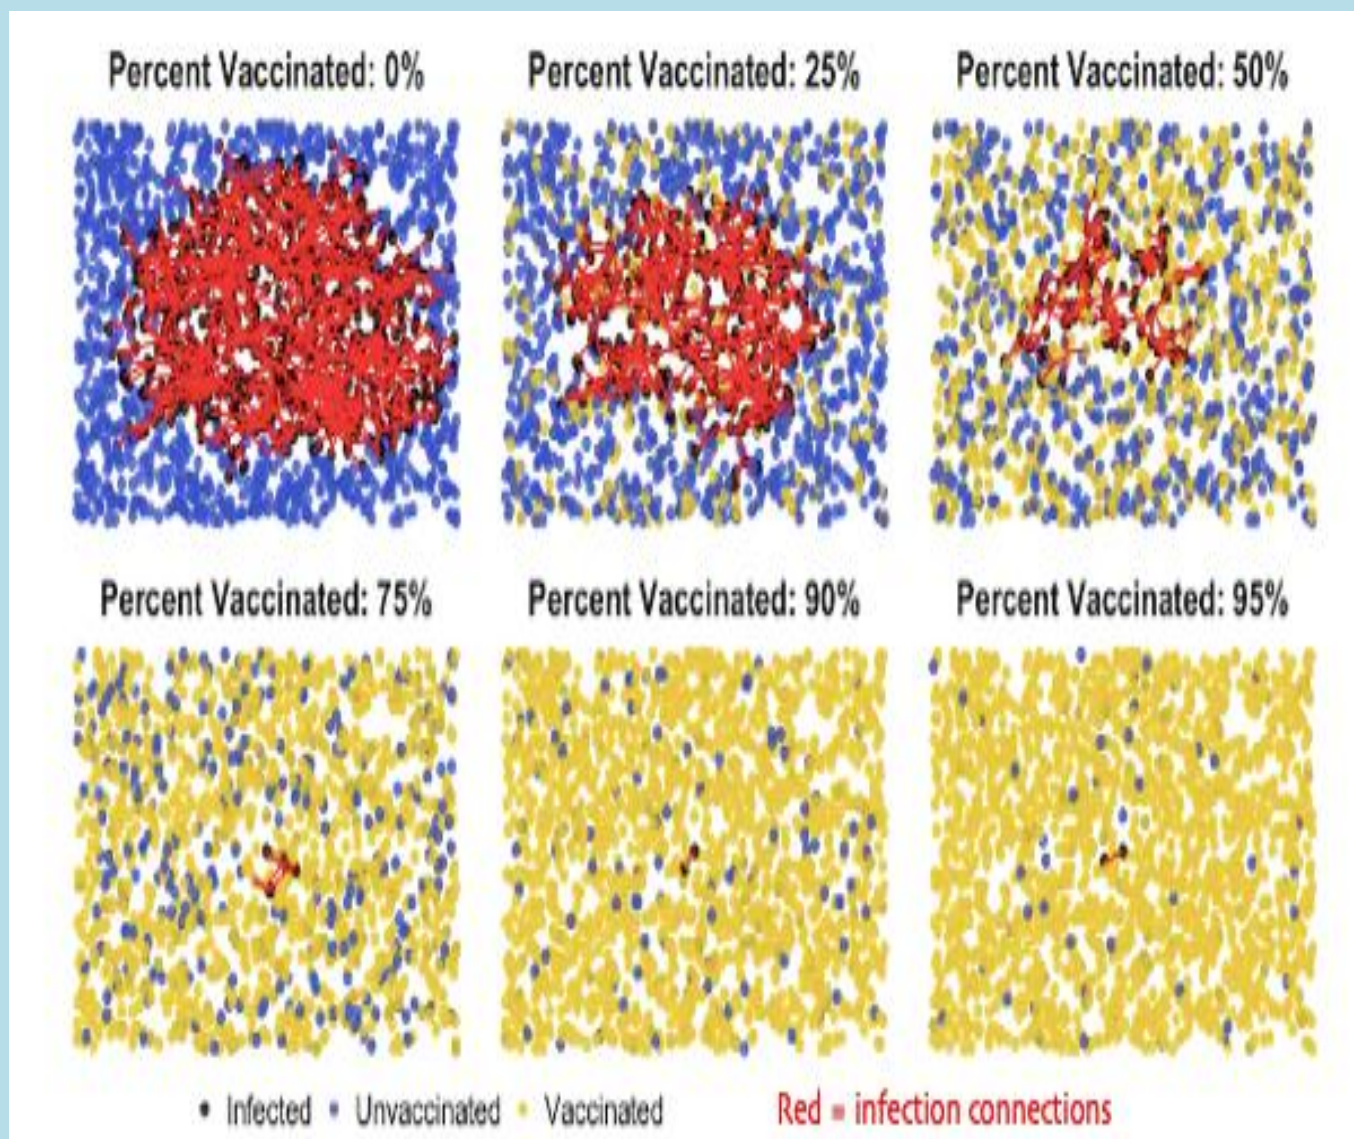 Percent Vaccinated: 0%
Percent Vaccinated: 25%
Percent Vaccinated: 50%
Percent Vaccinated: 75%
Percent Vaccinated: 90%
Percent Vaccinated: 95%
Infected Unvaccinated Vaccinated Red = infection connections